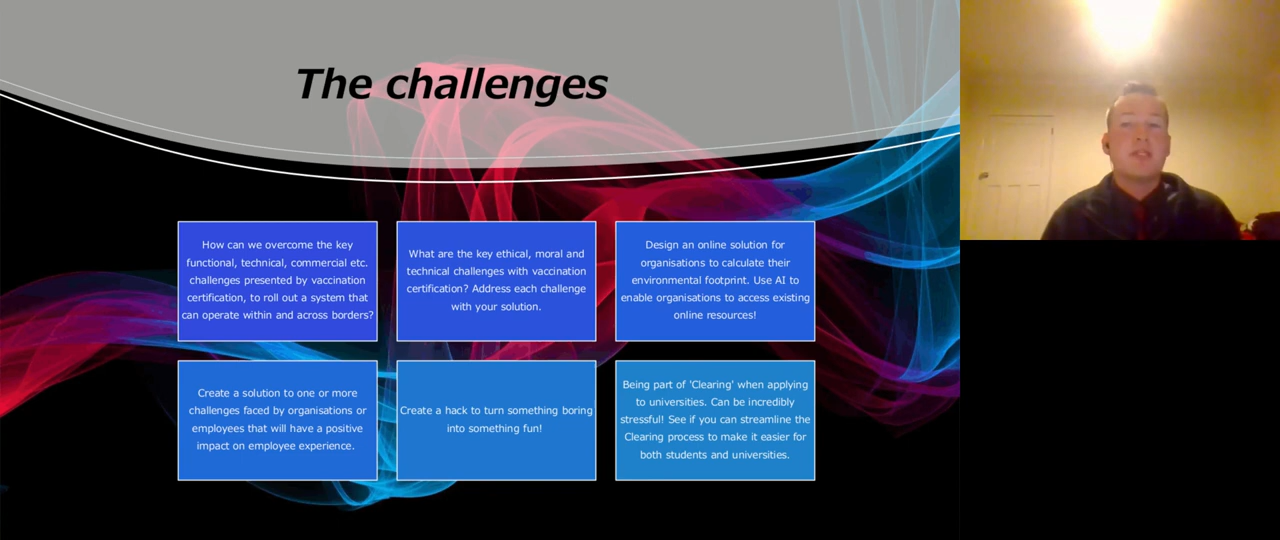 The challenges
How can we overcome the key
functional, technical, commercial etc.
challenges presented by vaccination
certification, to roll out a system that
can operate within and across borders?
What are the key ethical, moral and
technical challenges with vaccination
certification? Address each challenge
with your solution.
Design an online solution for
organisations to calculate their
environmental footprint. Use AI to
enable organisations to access existing
online resources!
Create a solution to one or more
challenges faced by organisations or
employees that will have a positive
impact on employee experience.
Create a hack to turn something boring
into something fun!
Being part of 'Clearing' when applying
to universities. Can be incredibly
stressful! See if you can streamline the
Clearing process to make it easier for
both students and universities.